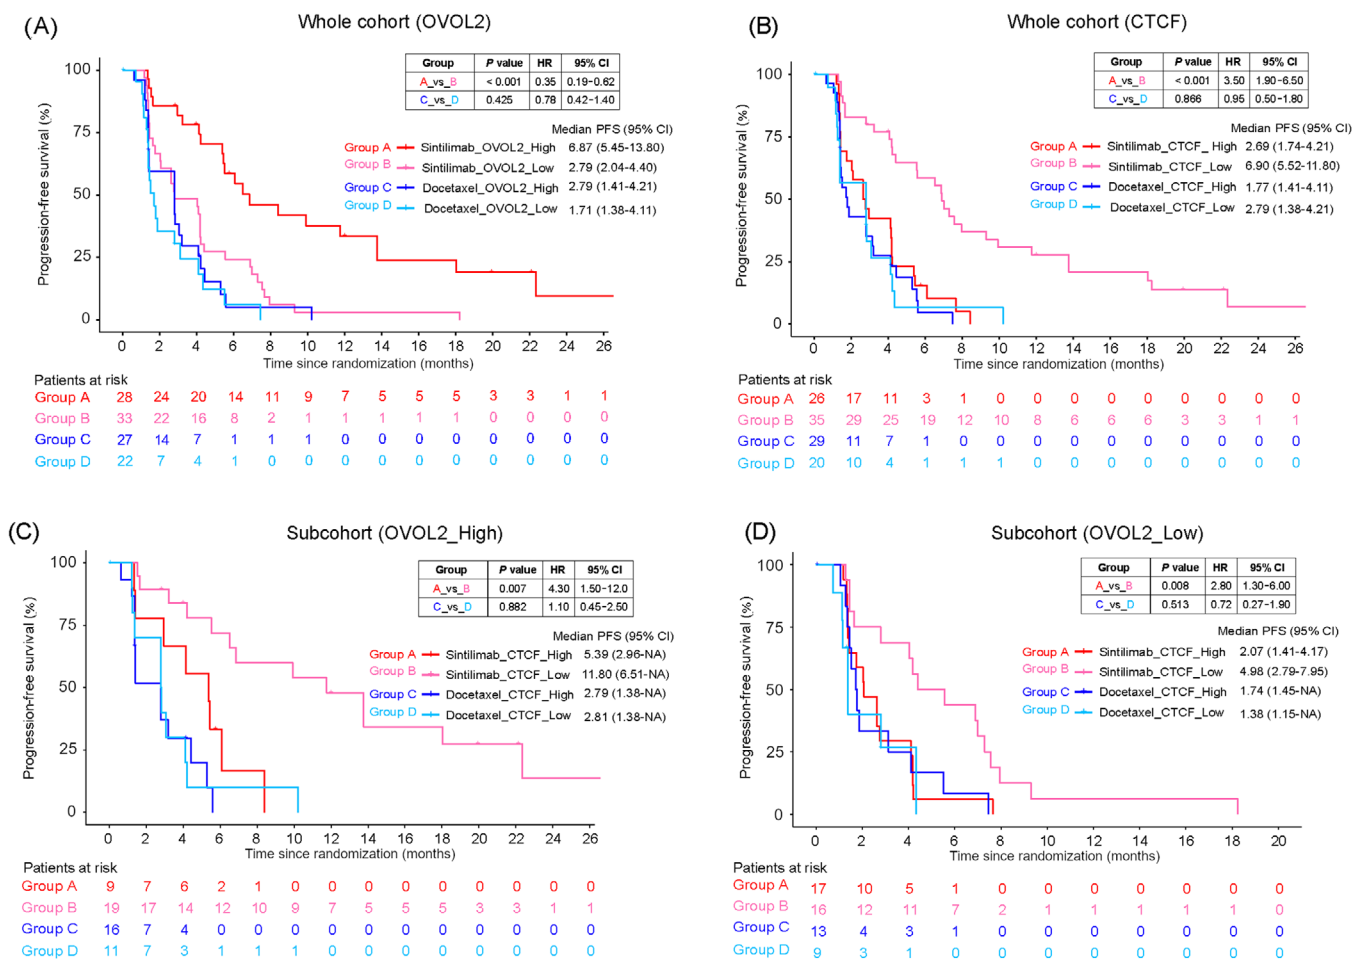 (A) Whole cohort (OVOL2)
Group P value HR 95% CI
A_vs_B < 0.001 0.35 0.19-0.62
C_vs_D 0.425 0.78 0.42-1.40
Median PFS (95% CI)
Group A Sintilimab_OVOL2_High 6.87 (5.45-13.80)
Group B Sintilimab_OVOL2_Low 2.79 (2.04-4.40)
Group C Docetaxel_OVOL2_High 2.79 (1.41-4.21)
Group D Docetaxel_OVOL2_Low 1.71 (1.38-4.11)
Progression-free survival (%)
100
75
50
25
0
0 2 4 6 8 10 12 14 16 18 20 22 24 26
Time since randomization (months)
Patients at risk
Group A 28 24 20 14 11 9 7 5 5 5 3 3 1 1
Group B 33 22 16 8 2 1 1 1 1 1 0 0 0 0
Group C 27 14 7 1 1 1 0 0 0 0 0 0 0 0
Group D 22 7 4 1 0 0 0 0 0 0 0 0 0 0
(B) Whole cohort (CTCF)
Group P value HR 95% CI
A_vs_B < 0.001 3.50 1.90-6.50
C_vs_D 0.866 0.95 0.50-1.80
Median PFS (95% CI)
Group A Sintilimab_CTCF_ High 2.69 (1.74-4.21)
Group B Sintilimab_CTCF_Low 6.90 (5.52-11.80)
Group C Docetaxel_CTCF_High 1.77 (1.41-4.11)
Group D Docetaxel_CTCF_Low 2.79 (1.38-4.21)
Progression-free survival (%)
100
75
50
25
0
0 2 4 6 8 10 12 14 16 18 20 22 24 26
Time since randomization (months)
Patients at risk
Group A 26 17 11 3 1 0 0 0 0 0 0 0 0 0
Group B 35 29 25 19 12 10 8 6 6 6 3 3 1 1
Group C 29 11 7 1 0 0 0 0 0 0 0 0 0 0
Group D 20 10 4 1 1 1 0 0 0 0 0 0 0 0
(C) Subcohort (OVOL2_High)
Group P value HR 95% CI
A_vs_B 0.007 4.30 1.50-12.0
C_vs_D 0.882 1.10 0.45-2.50
Median PFS (95% CI)
Group A Sintilimab_CTCF_High 5.39 (2.96-NA)
Group B Sintilimab_CTCF_Low 11.80 (6.51-NA)
Group C Docetaxel_CTCF_High 2.79 (1.38-NA)
Group D Docetaxel_CTCF_Low 2.81 (1.38-NA)
Progression-free survival (%)
100
75
50
25
0
0 2 4 6 8 10 12 14 16 18 20 22 24 26
Time since randomization (months)
Patients at risk
Group A 9 7 6 2 1 0 0 0 0 0 0 0 0 0
Group B 19 17 14 12 10 9 7 5 5 5 3 3 1 1
Group C 16 7 4 0 0 0 0 0 0 0 0 0 0 0
Group D 11 7 3 1 1 1 0 0 0 0 0 0 0 0
(D) Subcohort (OVOL2_Low)
Group P value HR 95% CI
A_vs_B 0.008 2.80 1.30-6.00
C_vs_D 0.513 0.72 0.27-1.90
Median PFS (95% CI)
Group A Sintilimab_CTCF_High 2.07 (1.41-4.17)
Group B Sintilimab_CTCF_Low 4.98 (2.79-7.95)
Group C Docetaxel_CTCF_High 1.74 (1.45-NA)
Group D Docetaxel_CTCF_Low 1.38 (1.15-NA)
Progression-free survival (%)
100
75
50
25
0
0 2 4 6 8 10 12 14 16 18 20
Time since randomization (months)
Patients at risk
Group A 17 10 5 1 0 0 0 0 0 0 0
Group B 16 12 11 7 2 1 1 1 1 1 0
Group C 13 4 3 1 0 0 0 0 0 0 0
Group D 9 3 1 0 0 0 0 0 0 0 0